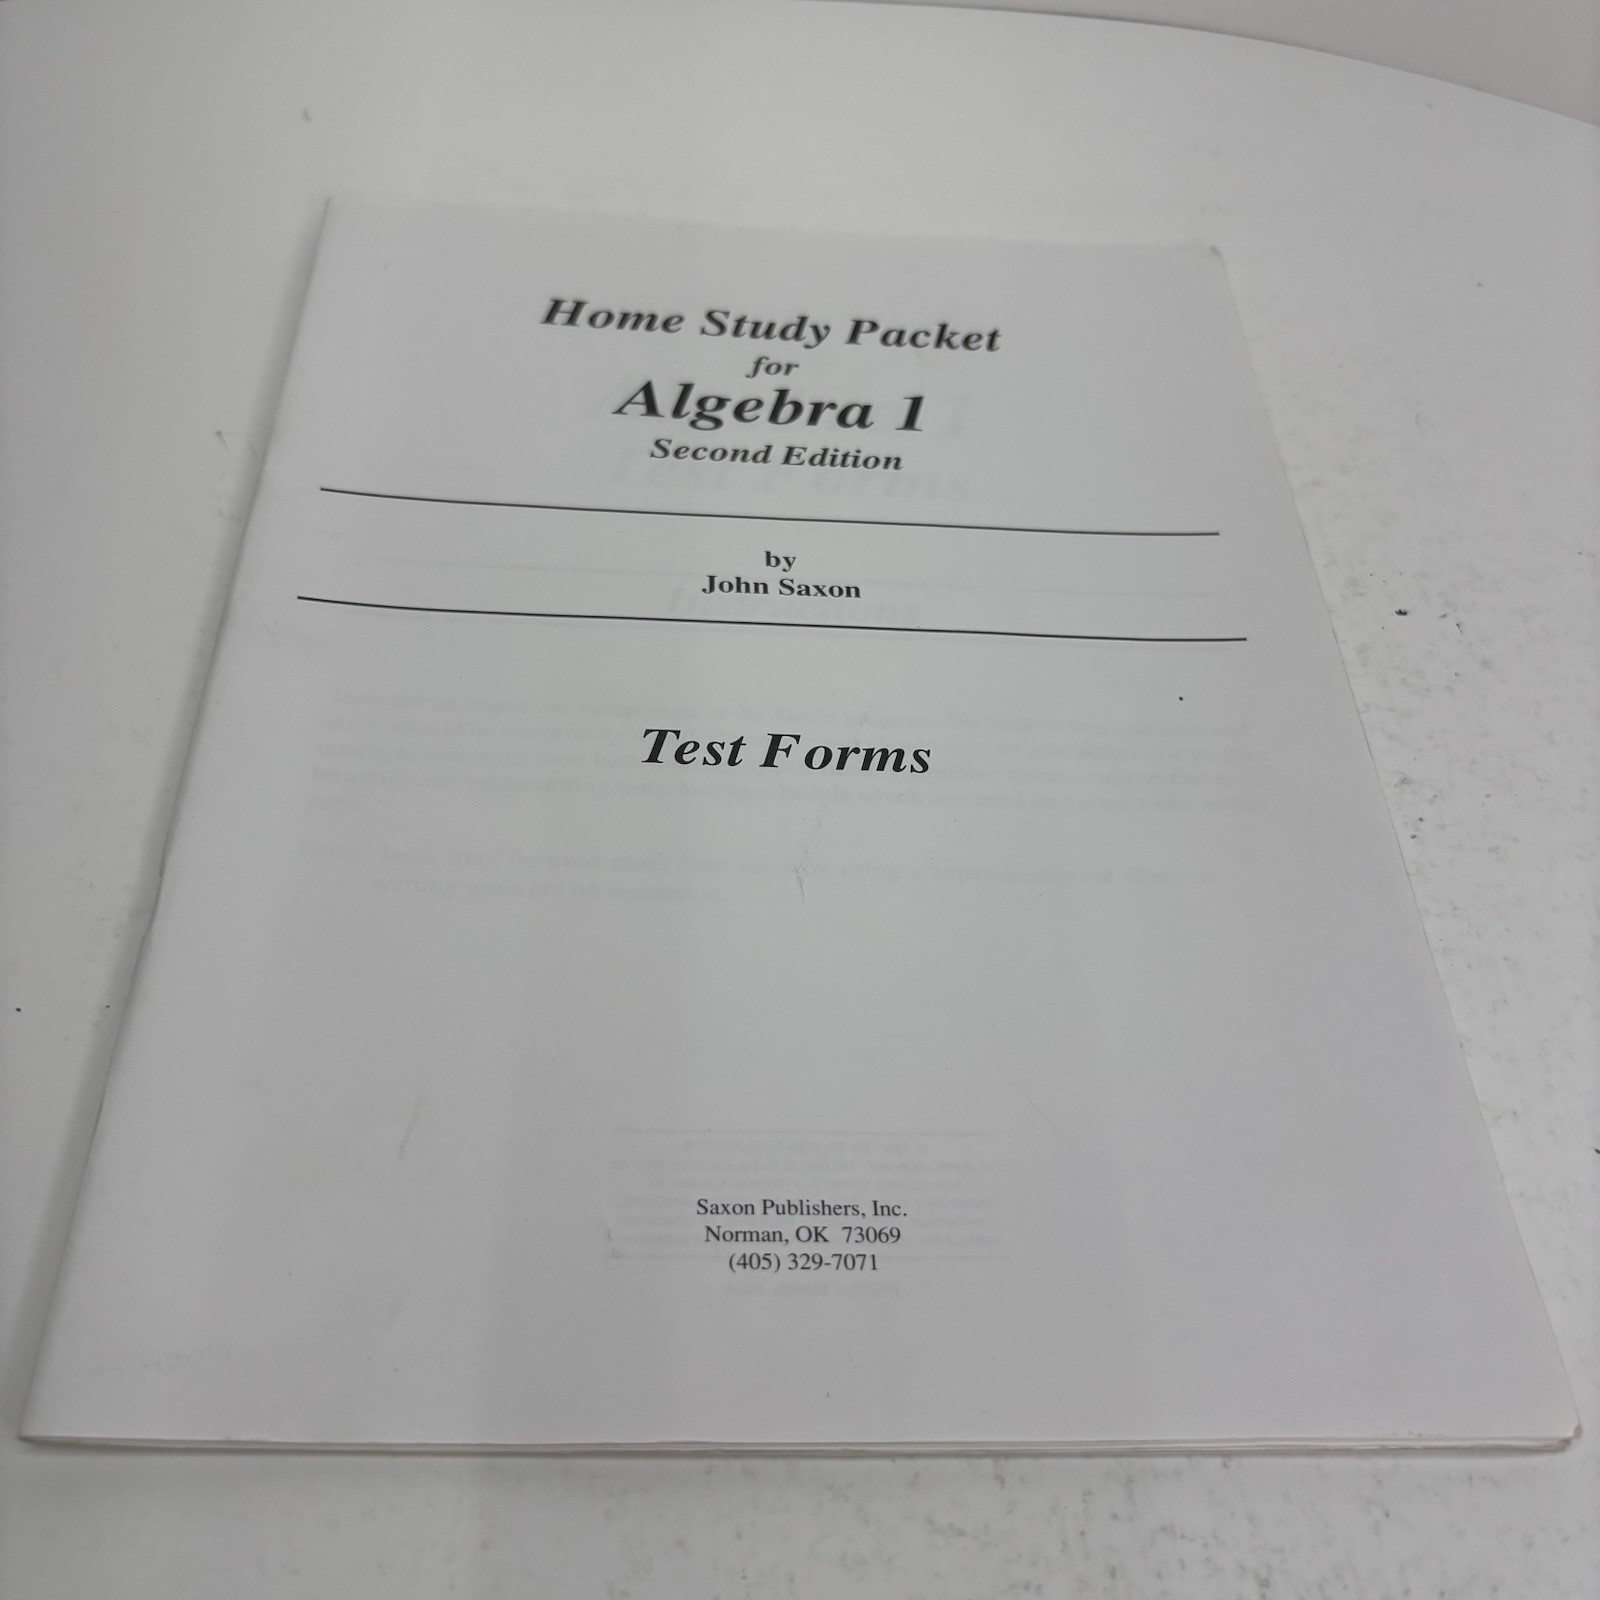 Home Study Packet
for
Algebra 1
Second Edition
by
John Saxon
Test Forms
Saxon Publishers, Inc.
Norman, OK 73069
(405) 329-7071